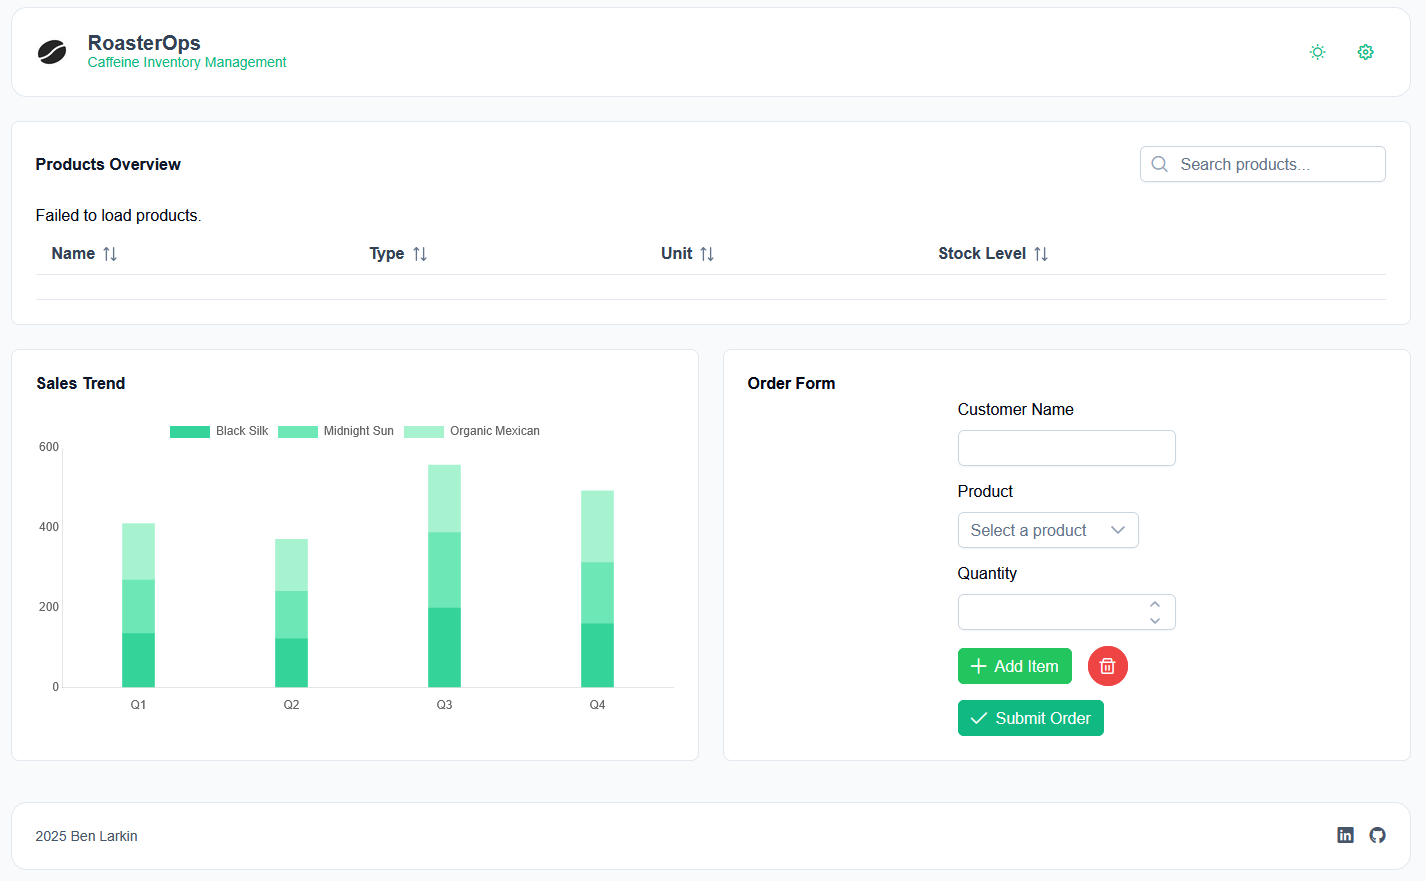 RoasterOps
Caffeine Inventory Management
Products Overview
Search products...
Failed to load products.
Name Type Unit Stock Level
Sales Trend
Black Silk Midnight Sun Organic Mexican
600
400
200
0
Q1 Q2 Q3 Q4
Order Form
Customer Name
Product
Select a product
Quantity
Add Item
Submit Order
2025 Ben Larkin
in